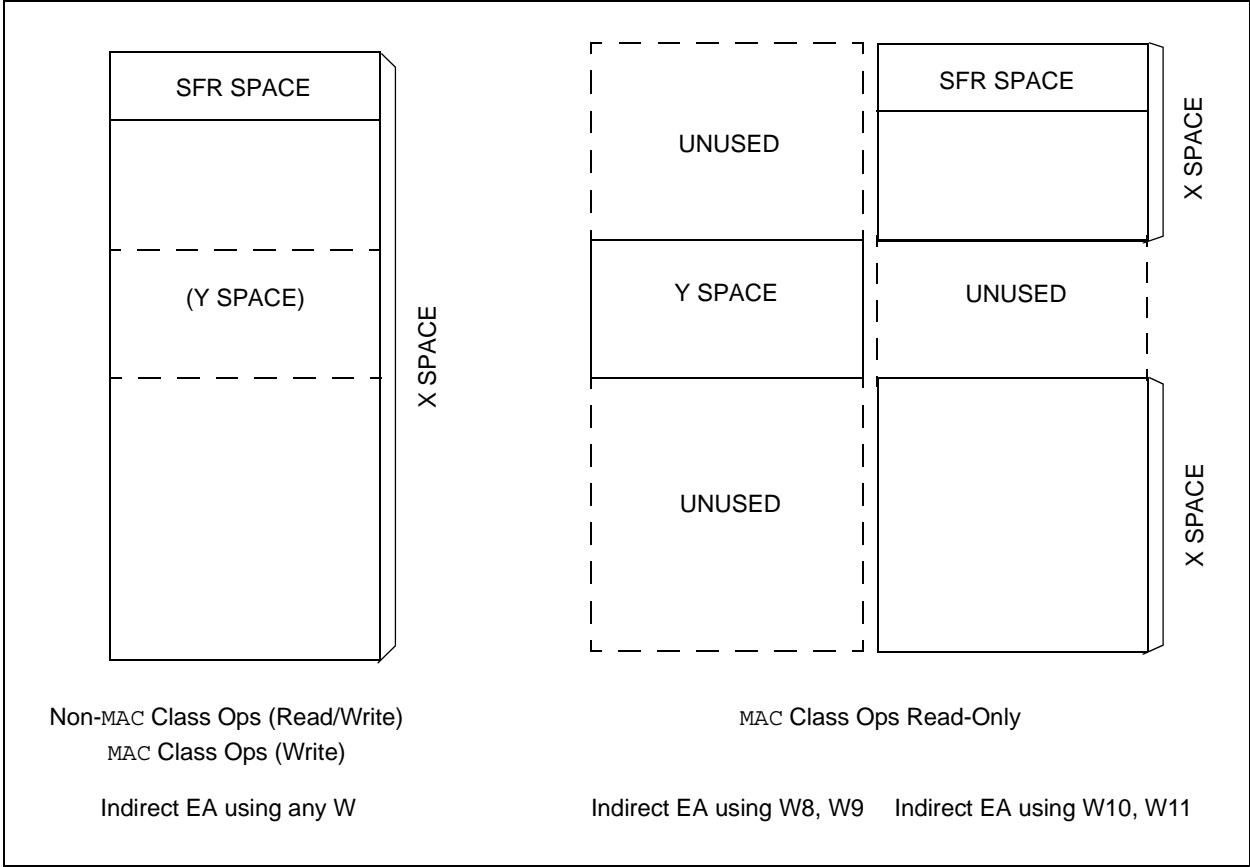 SFR SPACE
(Y SPACE)
X SPACE
Non-MAC Class Ops (Read/Write)
MAC Class Ops (Write)
Indirect EA using any W
UNUSED
Y SPACE
UNUSED
SFR SPACE
X SPACE
UNUSED
X SPACE
MAC Class Ops Read-Only
Indirect EA using W8, W9
Indirect EA using W10, W11